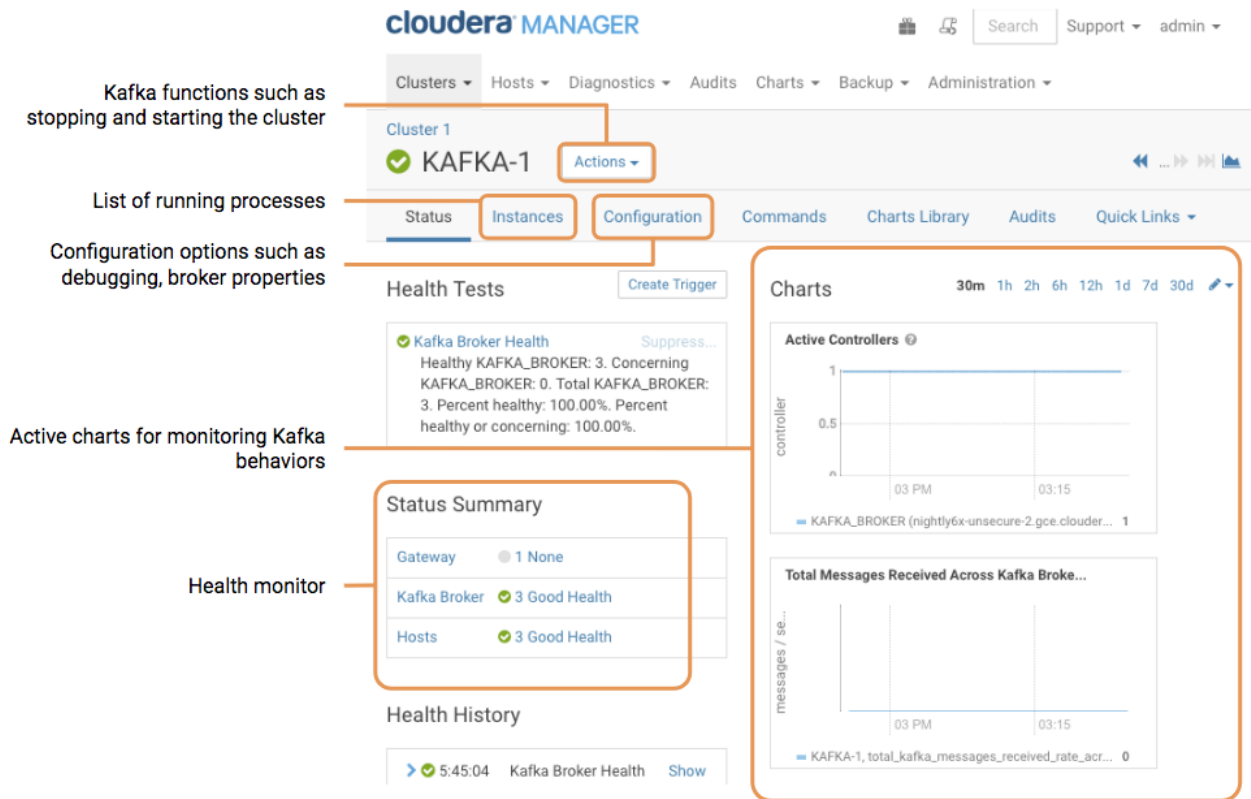 cloudera MANAGER
Search
Support
admin
Clusters
Hosts
Diagnostics
Audits
Charts
Backup
Administration
Kafka functions such as
stopping and starting the cluster
Cluster 1
KAFKA-1
Actions
...
List of running processes
Status
Instances
Configuration
Commands
Charts Library
Audits
Quick Links
Configuration options such as
debugging, broker properties
Health Tests
Create Trigger
Kafka Broker Health
Suppress...
Healthy KAFKA_BROKER: 3. Concerning
KAFKA_BROKER: 0. Total KAFKA_BROKER:
3. Percent healthy: 100.00%. Percent
healthy or concerning: 100.00%.
Charts
30m 1h 2h 6h 12h 1d 7d 30d
Active Controllers
controller
1
0.5
0
03 PM
03:15
KAFKA_BROKER (nightly6x-unsecure-2.gce.clouder... 1
Active charts for monitoring Kafka
behaviors
Status Summary
Gateway
1 None
Kafka Broker
3 Good Health
Hosts
3 Good Health
Health monitor
Total Messages Received Across Kafka Broke...
messages / se...
03 PM
03:15
KAFKA-1, total_kafka_messages_received_rate_acr... 0
Health History
5:45:04
Kafka Broker Health
Show